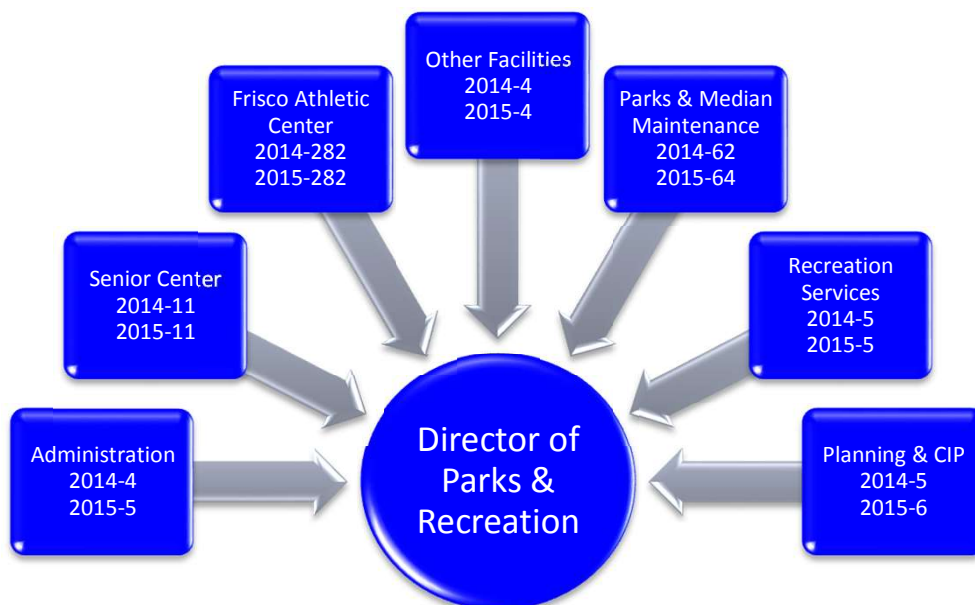 Other Facilities
2014-4
2015-4
Frisco Athletic
Center
2014-282
2015-282
Parks & Median
Maintenance
2014-62
2015-64
Senior Center
2014-11
2015-11
Recreation
Services
2014-5
2015-5
Administration
2014-4
2015-5
Director of
Parks &
Recreation
Planning & CIP
2014-5
2015-6